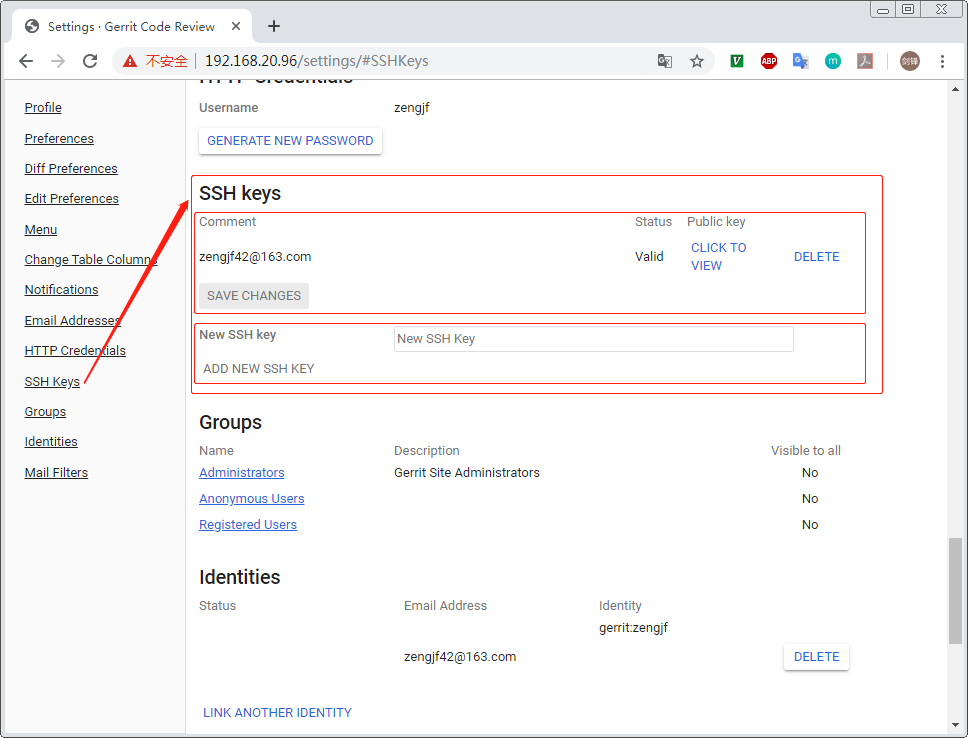 Settings · Gerrit Code Review
不安全 192.168.20.96/settings/#SSHKeys
ABP
m
剑锋
Profile
Preferences
Diff Preferences
Edit Preferences
Menu
Change Table Columns
Notifications
Email Addresses
HTTP Credentials
SSH Keys
Groups
Identities
Mail Filters
HTTP Credentials
Username zengjf
GENERATE NEW PASSWORD
SSH keys
Comment Status Public key
zengjf42@163.com Valid CLICK TO VIEW DELETE
SAVE CHANGES
New SSH key New SSH Key
ADD NEW SSH KEY
Groups
Name Description Visible to all
Administrators Gerrit Site Administrators No
Anonymous Users No
Registered Users No
Identities
Status Email Address Identity
gerrit:zengjf
zengjf42@163.com DELETE
LINK ANOTHER IDENTITY